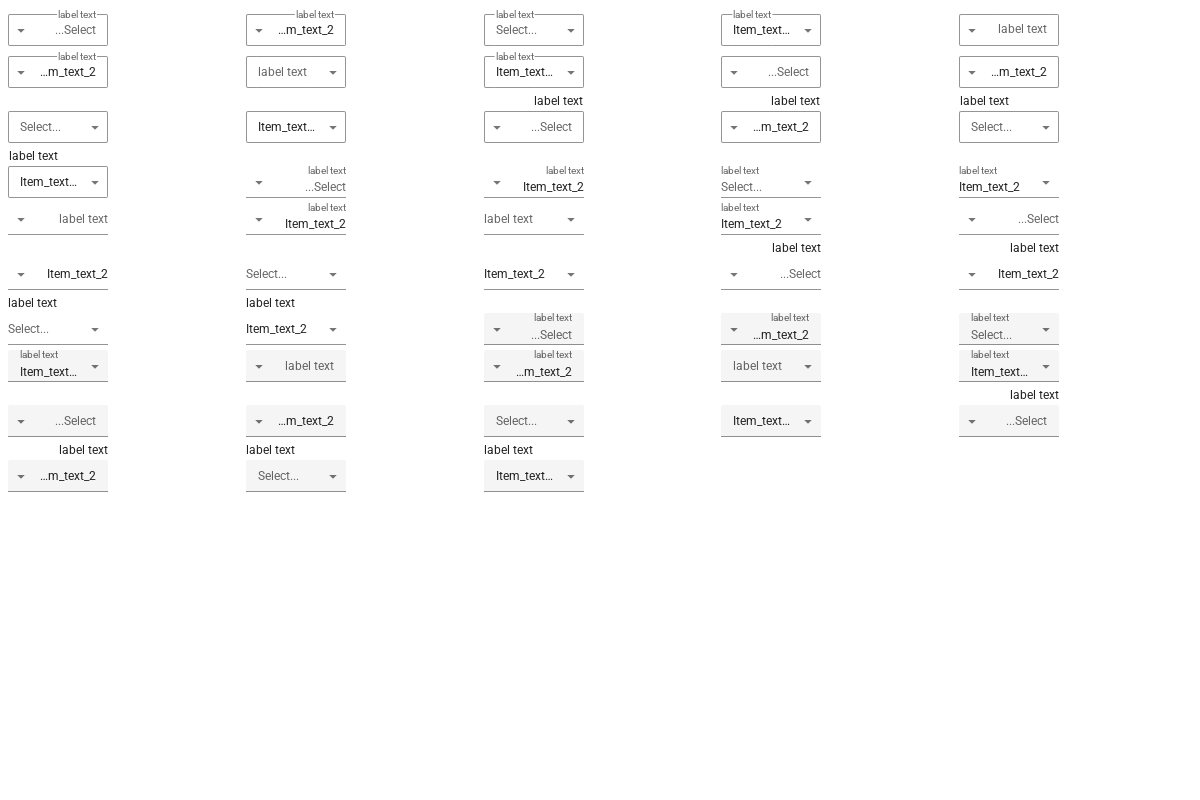 label text label text label text label text
...Select ...m_text_2 Select... Item_text... label text
label text label text
...m_text_2 label text Item_text... ...Select ...m_text_2
label text label text label text
Select... Item_text... ...Select ...m_text_2 Select...
label text
label text label text label text label text
Item_text... ...Select Item_text_2 Select... Item_text_2
label text label text
label text Item_text_2 label text Item_text_2 ...Select
label text label text
Item_text_2 Select... Item_text_2 ...Select Item_text_2
label text label text
label text label text label text
Select... Item_text_2 ...Select ...m_text_2 Select...
label text label text label text
Item_text... label text ...m_text_2 label text Item_text...
label text
...Select ...m_text_2 Select... Item_text... ...Select
label text label text label text
...m_text_2 Select... Item_text...